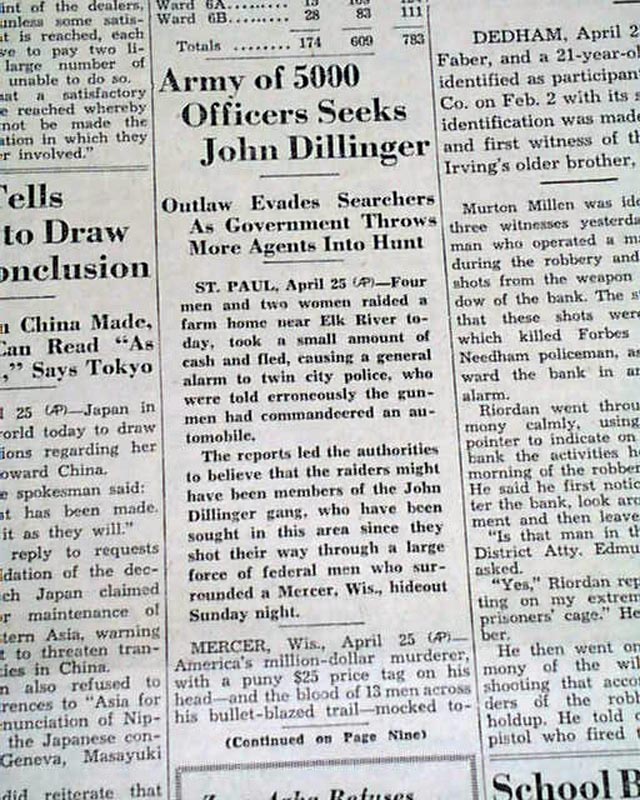 int of the dealers,
unless some satis-
t is reached, each
ve to pay two li-
large number of
unable to do so.
at a satisfactory
e reached whereby
not be made the
ation in which they
r involved."
Tells
to Draw
onclusion
n China Made,
Can Read "As
," Says Tokyo
l 25 (AP)—Japan in
world today to draw
ions regarding her
oward China.
e spokesman said:
st has been made.
it as they will."
reply to requests
idation of the dec-
ch Japan claimed
or maintenance of
stern Asia, warning
t to threaten tran-
ies in China.
n also refused to
rences to "Asia for
nunciation of Nip-
the Japanese con-
Geneva, Masayuki
did reiterate that
Ward 6A
Ward 6B......... 28 83 111
Totals ........ 174 609 783
Army of 5000
Officers Seeks
John Dillinger
Outlaw Evades Searchers
As Government Throws
More Agents Into Hunt
ST. PAUL, April 25 (AP)—Four
men and two women raided a
farm home near Elk River to-
day, took a small amount of
cash and fled, causing a general
alarm to twin city police, who
were told erroneously the gun-
men had commandeered an au-
tomobile.
The reports led the authorities
to believe that the raiders might
have been members of the John
Dillinger gang, who have been
sought in this area since they
shot their way through a large
force of federal men who sur-
rounded a Mercer, Wis., hideout
Sunday night.
MERCER, Wis., April 25 (AP)—
America's million-dollar murderer,
with a puny $25 price tag on his
head—and the blood of 13 men across
his bullet-blazed trail—mocked to-
(Continued on Page Nine)
Refuses
DEDHAM, April 2
Faber, and a 21-year-ol
identified as participan
Co. on Feb. 2 with its s
identification was made
and first witness of th
Irving's older brother,
Murton Millen was ide
three witnesses yesterda
man who operated a m
during the robbery and
shots from the weapon
dow of the bank. The s
that these shots were
which killed Forbes
Needham policeman, as
ward the bank in an
alarm.
Riordan went throu
mony calmly, using
pointer to indicate on
bank the activities he
morning of the robber
He said he first notic
ter the bank, look aro
ment and then leave
"Is that man in th
District Atty. Edmu
asked.
"Yes," Riordan rep
ting on my extrem
prisoners' cage." He
ber.
He then went on
mony of the wil
shooting that acco
ders of the robb
holdup. He told o
pistol who fired t
School B